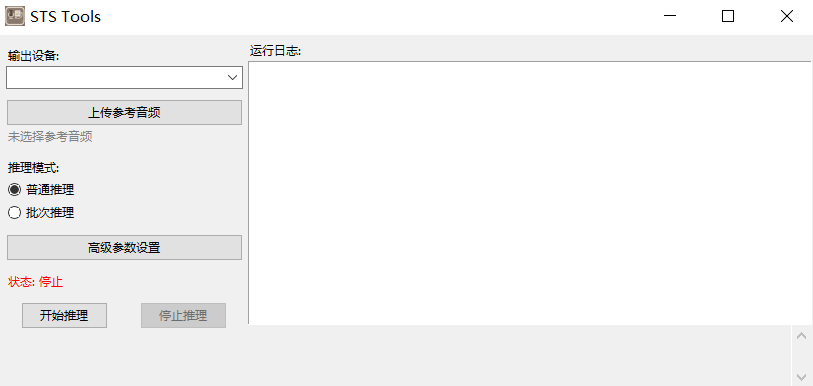 STS Tools
输出设备:
上传参考音频
未选择参考音频
推理模式:
普通推理
批次推理
高级参数设置
状态: 停止
开始推理
停止推理
运行日志: